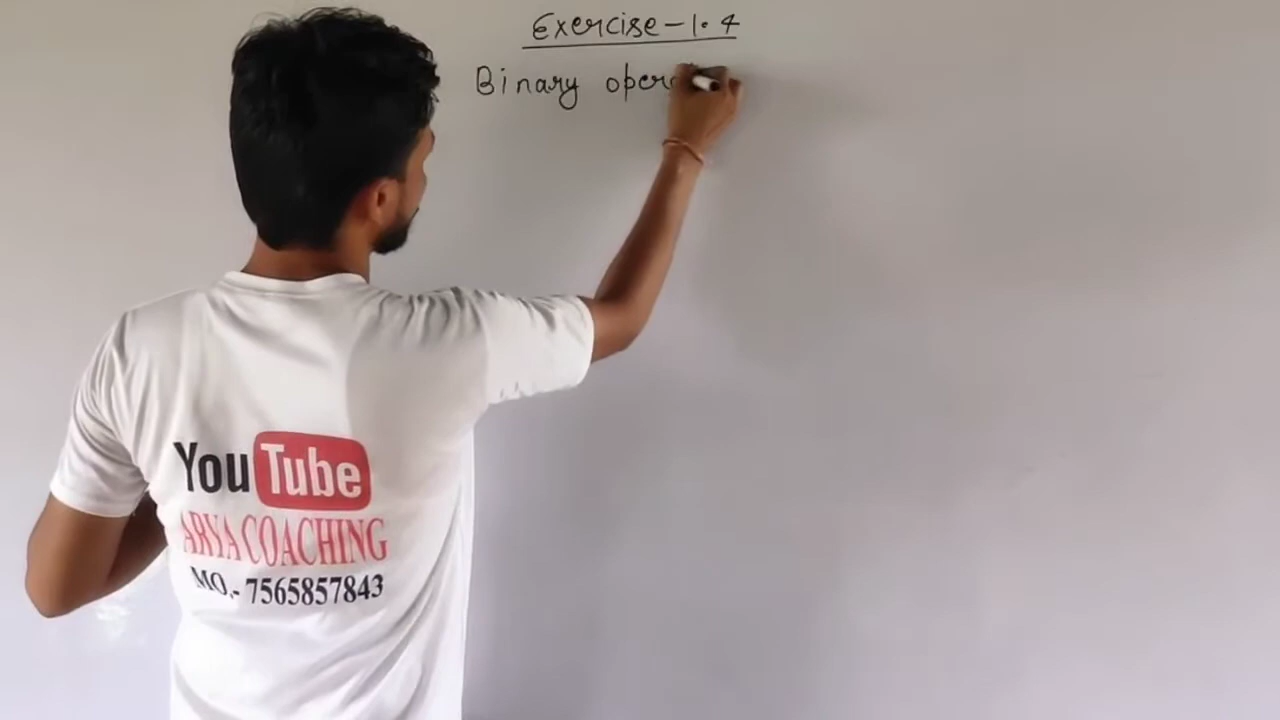 Exercise-1.4
Binary oper
YouTube
ARYA COACHING
MO.- 7565857843